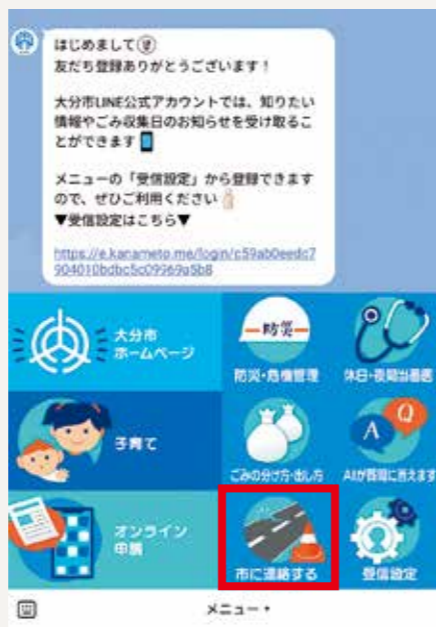 はじめまして
友だち登録ありがとうございます！
大分市LINE公式アカウントでは、知りたい
情報やごみ収集日のお知らせを受け取るこ
とができます
メニューの「受信設定」から登録できます
ので、ぜひご利用ください
▼受信設定はこちら▼
大分市
ホームページ
防災
防災・危機管理
休日・夜間当番医
子育て
ごみの分け方・出し方
A
Q
AIが質問に答えます
オンライン
申請
市に連絡する
受信設定
メニュー